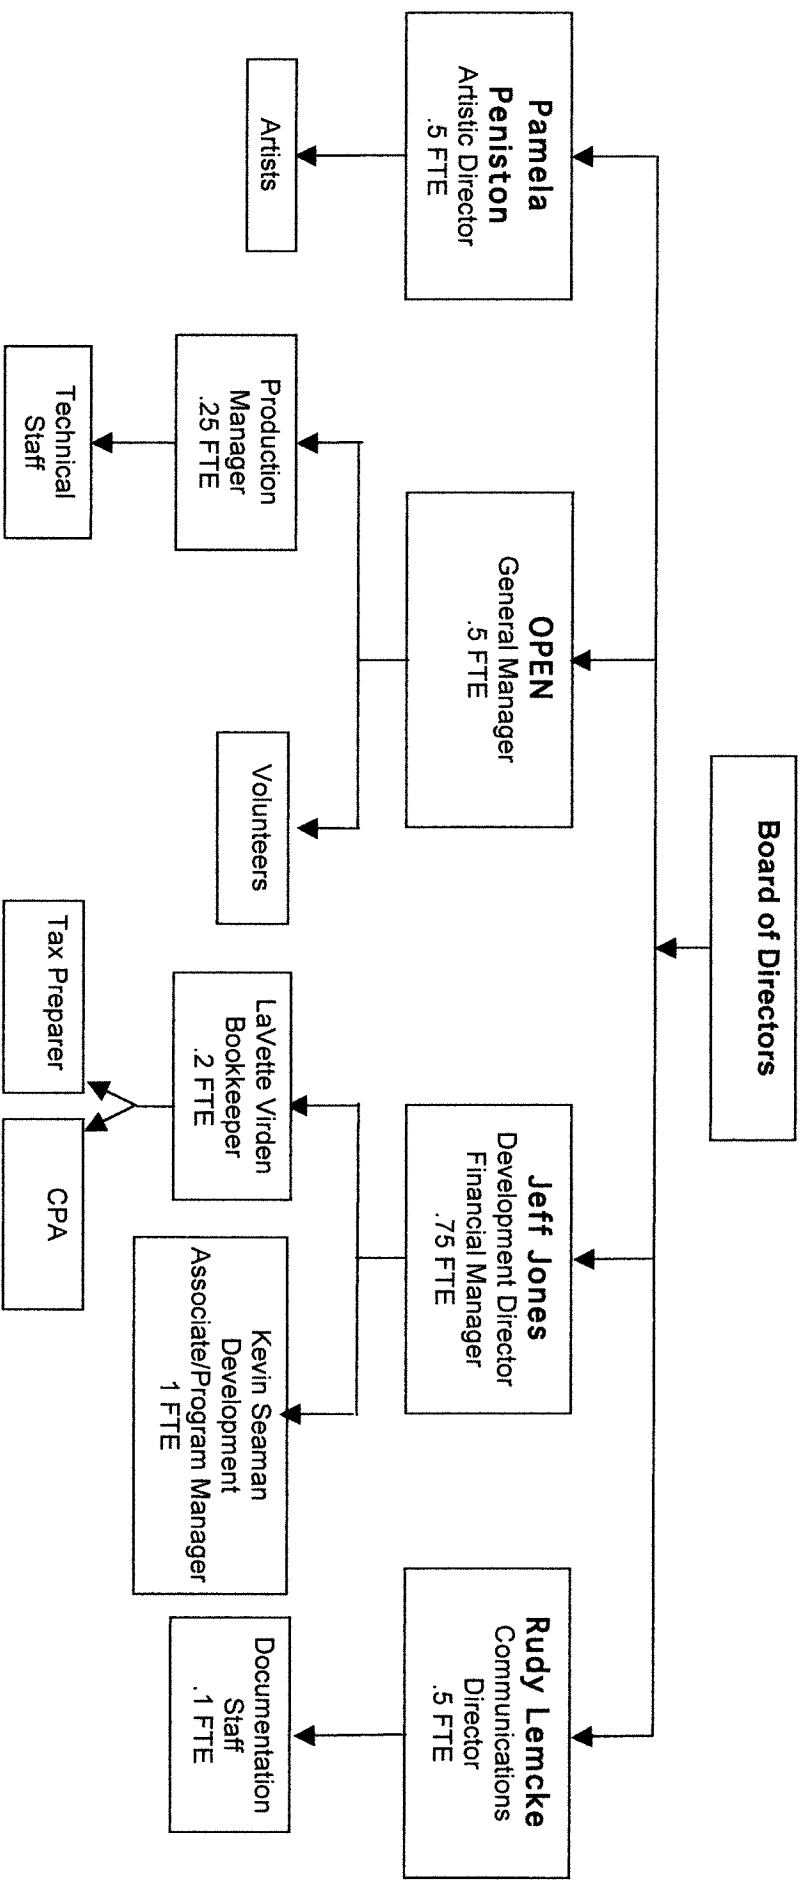 Board of Directors
Pamela
Peniston
Artistic Director
.5 FTE
OPEN
General Manager
.5 FTE
Jeff Jones
Development Director
Financial Manager
.75 FTE
Rudy Lemcke
Communications
Director
.5 FTE
Artists
Production
Manager
.25 FTE
Volunteers
LaVette Virden
Bookkeeper
.2 FTE
Kevin Seaman
Development
Associate/Program Manager
1 FTE
Documentation
Staff
.1 FTE
Technical
Staff
Tax Preparer
CPA